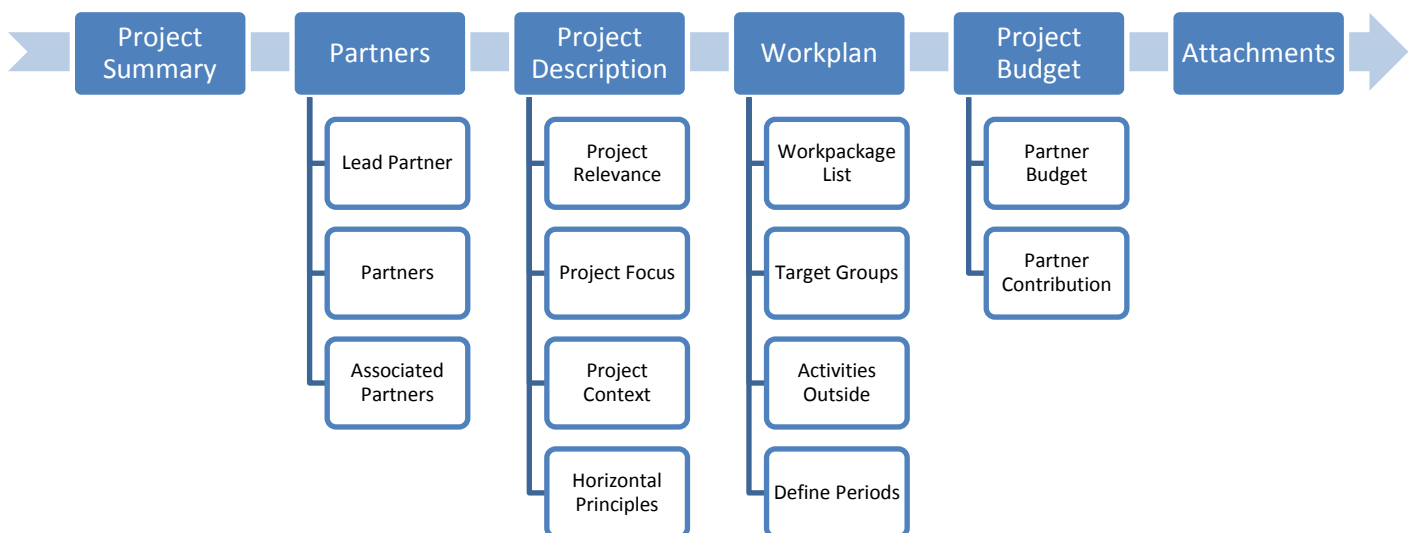 Project
Summary
Partners
Project
Description
Workplan
Project
Budget
Attachments
Lead Partner
Partners
Associated
Partners
Project
Relevance
Project Focus
Project
Context
Horizontal
Principles
Workpackage
List
Target Groups
Activities
Outside
Define Periods
Partner
Budget
Partner
Contribution